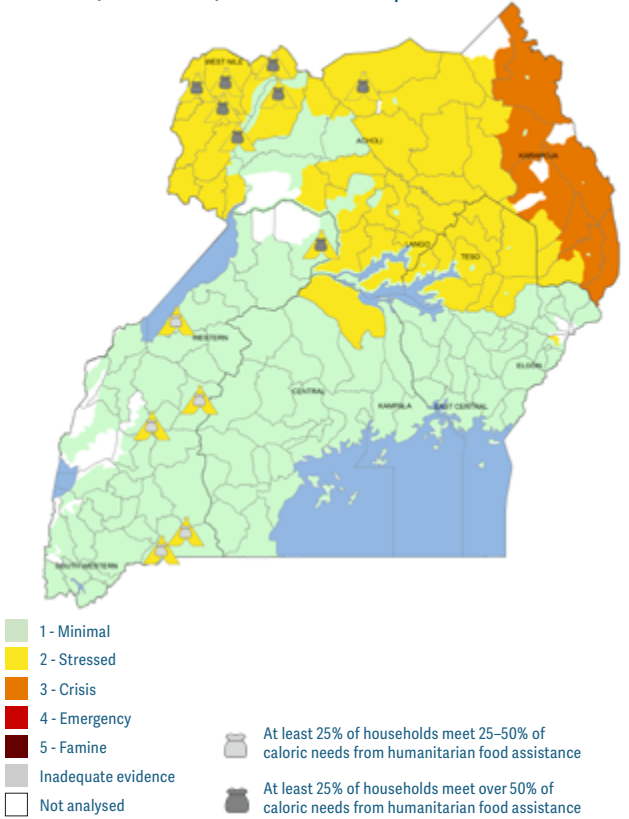 WEST NILE
ACHOLI
KARAMOJA
LANGO
TESO
WESTERN
ELGON
CENTRAL
KAMPALA
EAST CENTRAL
SOUTH WESTERN
1 - Minimal
2 - Stressed
3 - Crisis
4 - Emergency
5 - Famine
Inadequate evidence
Not analysed
At least 25% of households meet 25–50% of
caloric needs from humanitarian food assistance
At least 25% of households meet over 50% of
caloric needs from humanitarian food assistance